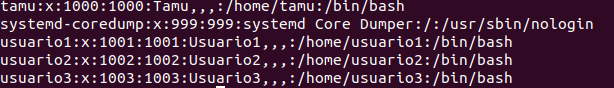 tamu:x:1000:1000:Tamu,,,:/home/tamu:/bin/bash
systemd-coredump:x:999:999:systemd Core Dumper:/:/usr/sbin/nologin
usuario1:x:1001:1001:Usuario1,,,:/home/usuario1:/bin/bash
usuario2:x:1002:1002:Usuario2,,,:/home/usuario2:/bin/bash
usuario3:x:1003:1003:Usuario3,,,:/home/usuario3:/bin/bash